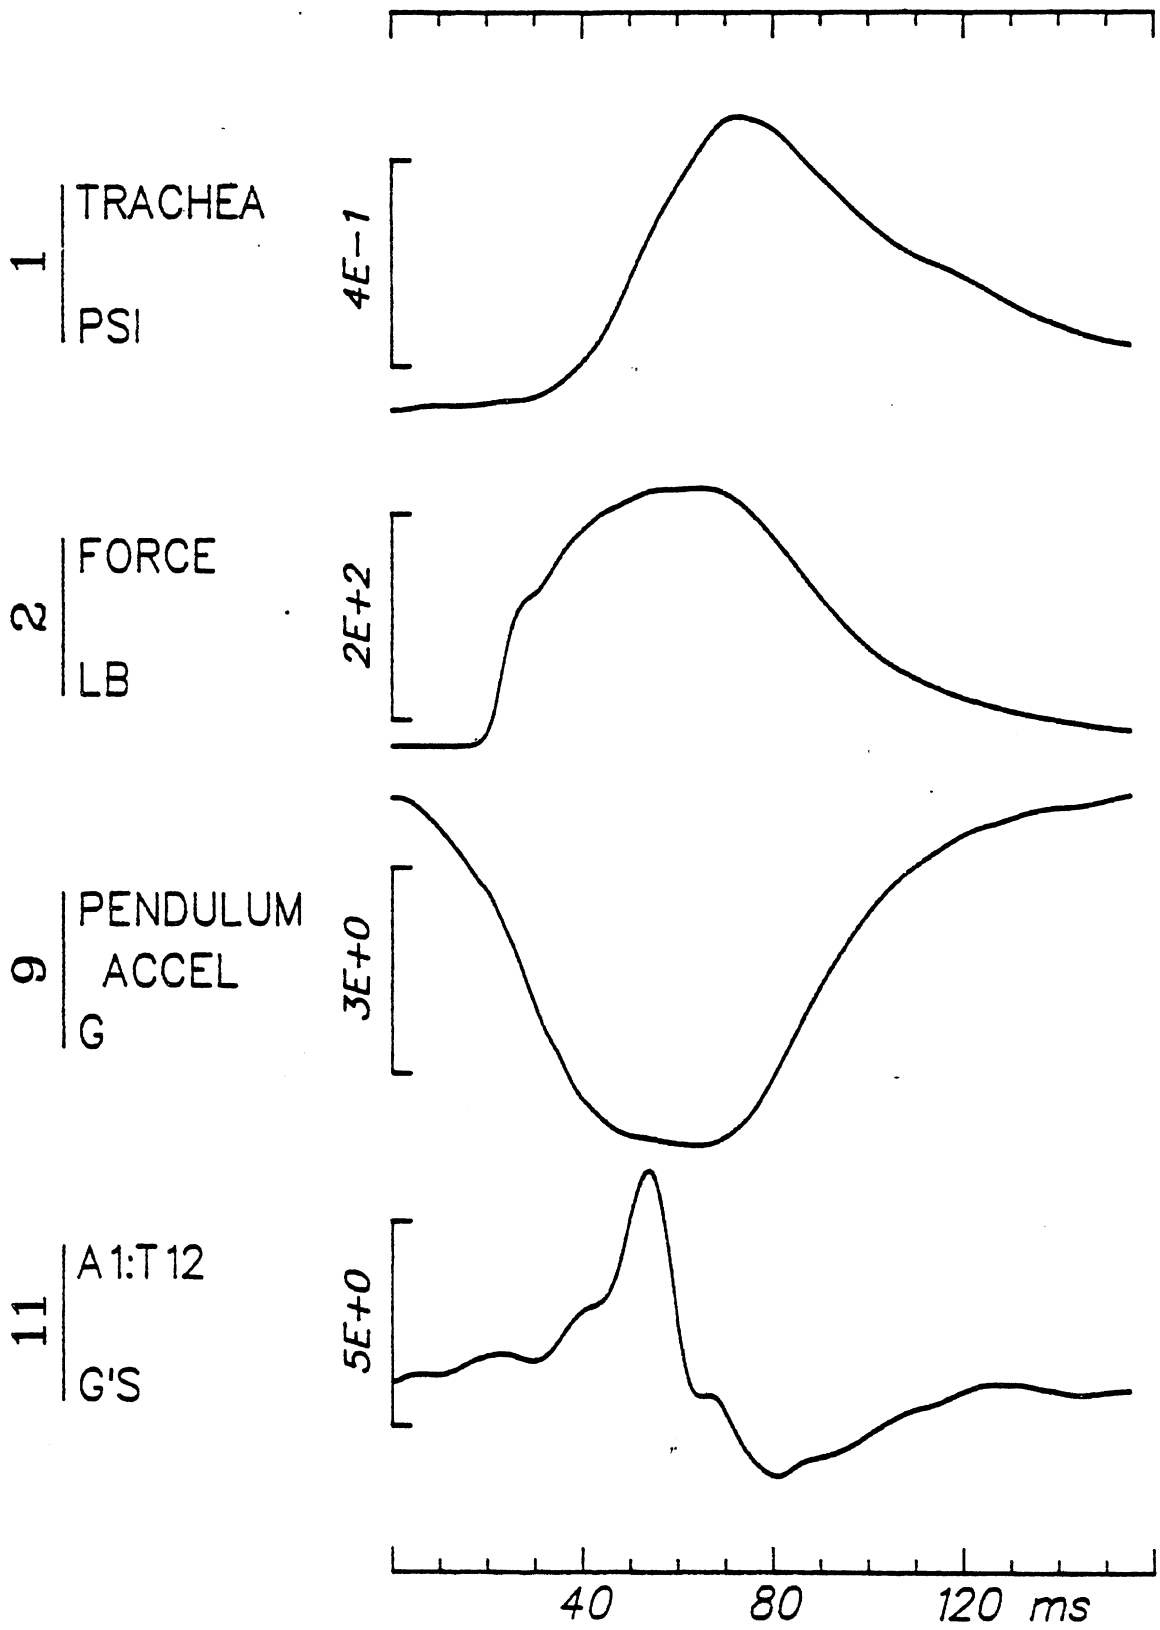 1
TRACHEA
PSI
4E-1
2
FORCE
LB
2E+2
9
PENDULUM
ACCEL
G
3E+0
11
A1:T12
G'S
5E+0
40 80 120 ms